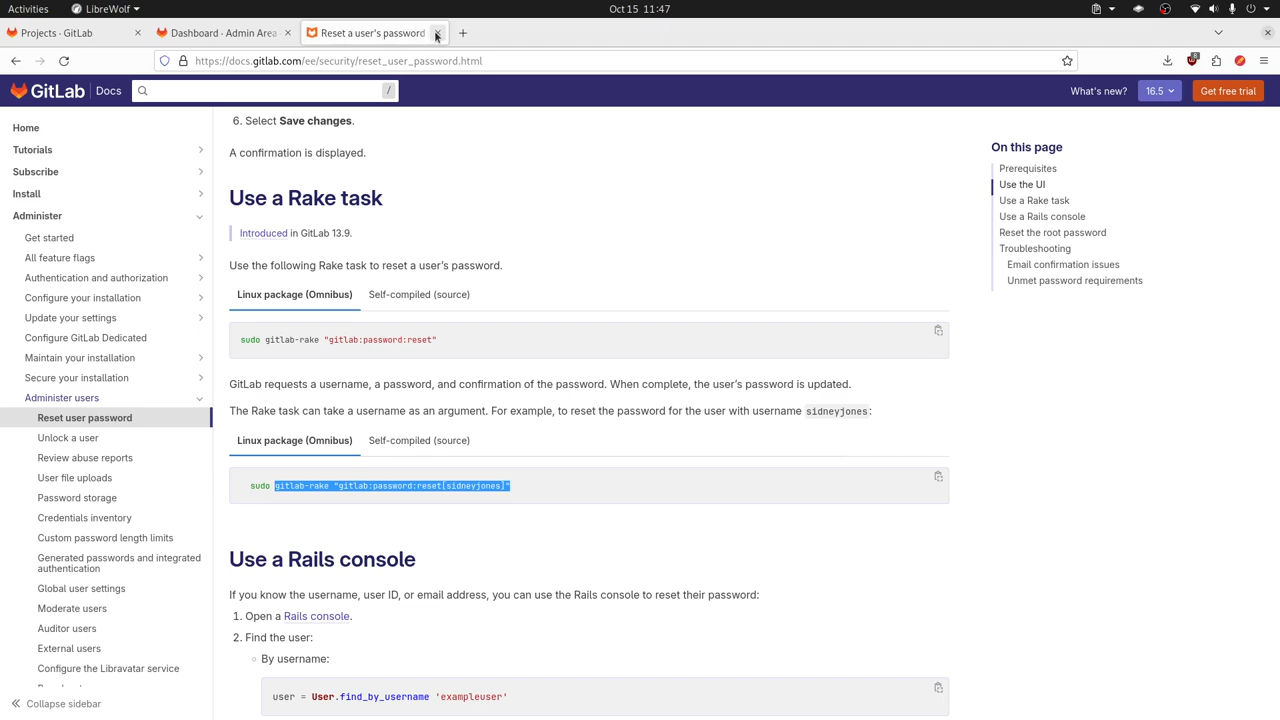 Activities
LibreWolf
Oct 15 11:47
Projects · GitLab
Dashboard · Admin Area
Reset a user's password
https://docs.gitlab.com/ee/security/reset_user_password.html
8
GitLab
Docs
/
What's new?
16.5
Get free trial
Home
Tutorials
Subscribe
Install
Administer
Get started
All feature flags
Authentication and authorization
Configure your installation
Update your settings
Configure GitLab Dedicated
Maintain your installation
Secure your installation
Administer users
Reset user password
Unlock a user
Review abuse reports
User file uploads
Password storage
Credentials inventory
Custom password length limits
Generated passwords and integrated
authentication
Global user settings
Moderate users
Auditor users
External users
Configure the Libravatar service
Collapse sidebar
6. Select Save changes.
A confirmation is displayed.
Use a Rake task
Introduced in GitLab 13.9.
Use the following Rake task to reset a user's password.
Linux package (Omnibus)
Self-compiled (source)
sudo gitlab-rake "gitlab:password:reset"
GitLab requests a username, a password, and confirmation of the password. When complete, the user's password is updated.
The Rake task can take a username as an argument. For example, to reset the password for the user with username sidneyjones:
Linux package (Omnibus)
Self-compiled (source)
sudo gitlab-rake "gitlab:password:reset[sidneyjones]"
Use a Rails console
If you know the username, user ID, or email address, you can use the Rails console to reset their password:
1. Open a Rails console.
2. Find the user:
◦ By username:
user = User.find_by_username 'exampleuser'
On this page
Prerequisites
Use the UI
Use a Rake task
Use a Rails console
Reset the root password
Troubleshooting
Email confirmation issues
Unmet password requirements